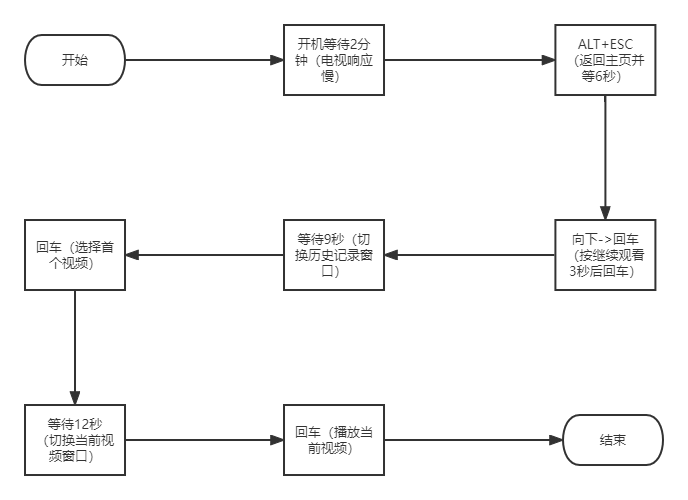 开始
开机等待2分
钟（电视响应
慢）
ALT+ESC
（返回主页并
等6秒）
向下->回车
（按继续观看
3秒后回车）
等待9秒（切
换历史记录窗
口）
回车（选择首
个视频）
等待12秒
（切换当前视
频窗口）
回车（播放当
前视频）
结束